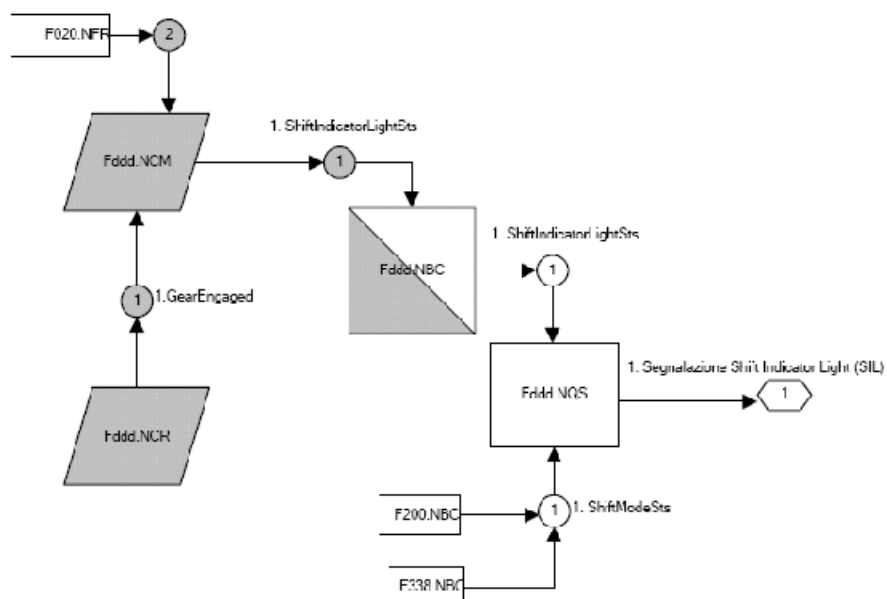 F020.NFR
2
1. ShiftIndicatorLightSts
Fddd.NCM
1
1. ShiftIndicatorLightSts
Fddd.NBC
1
1
1.GearEngaged
1. Segnalazione Shift Indicator Light (SIL)
Fddd.NQS
1
Fddd.NCR
F200.NBC
1
1. ShiftModeSts
F338.NBC